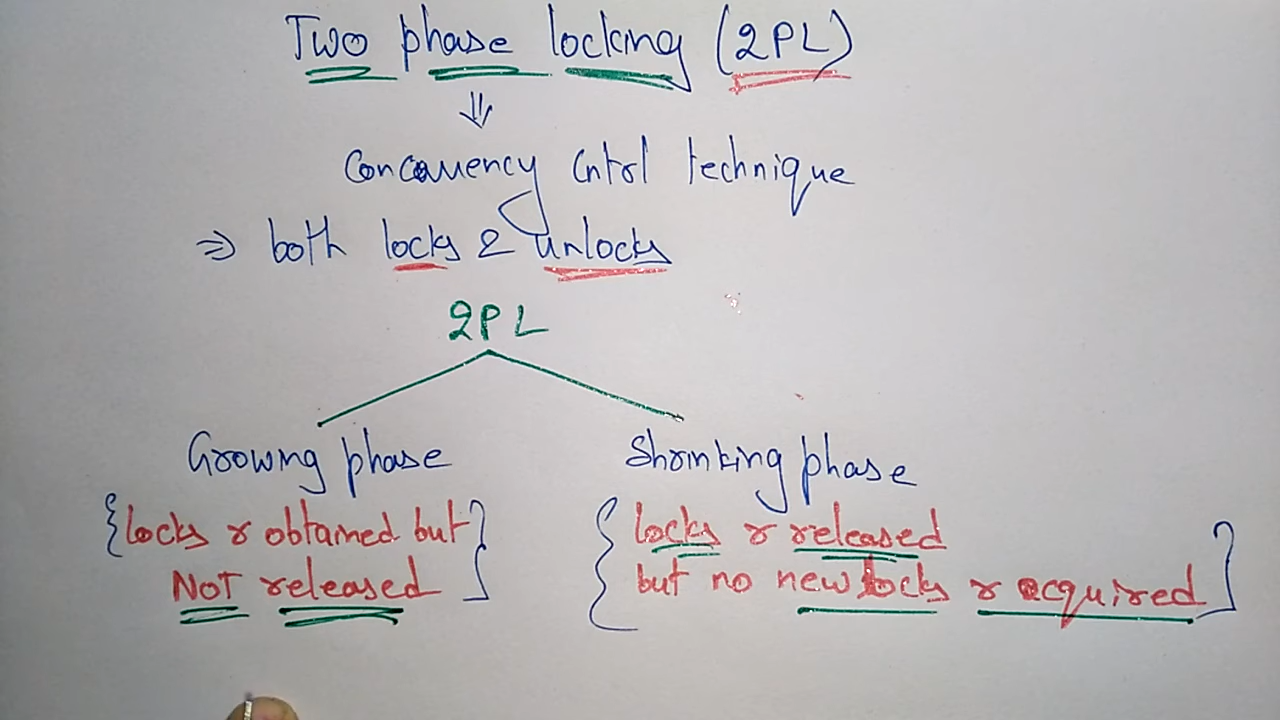 Two phase locking (2PL)
⇓
Concurrency Cntrl technique
⇒ both locks & unlocks
2PL
Growing phase
{locks r obtained but
Not released}
Shrinking phase
{locks r released
but no new locks r acquired}